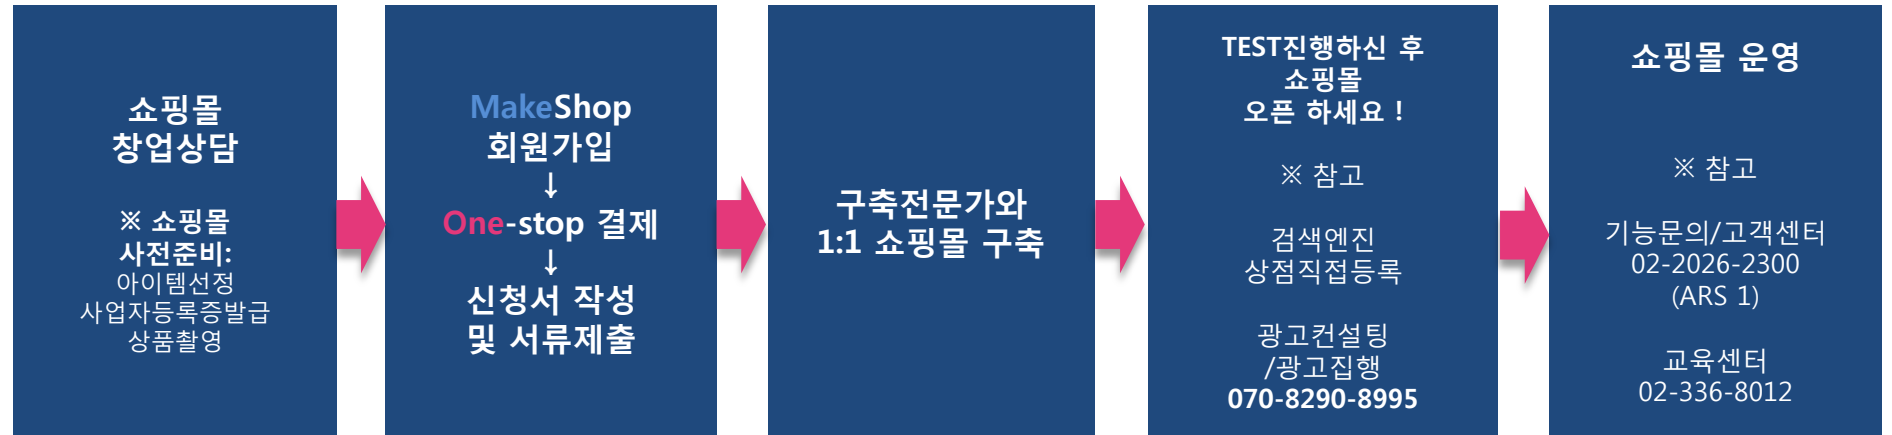 쇼핑몰
창업상담
※ 쇼핑몰
사전준비:
아이템선정
사업자등록증발급
상품촬영
MakeShop
회원가입
↓
One-stop 결제
↓
신청서 작성
및 서류제출
구축전문가와
1:1 쇼핑몰 구축
TEST진행하신 후
쇼핑몰
오픈 하세요 !
※ 참고
검색엔진
상점직접등록
광고컨설팅
/광고집행
070-8290-8995
쇼핑몰 운영
※ 참고
기능문의/고객센터
02-2026-2300
(ARS 1)
교육센터
02-336-8012